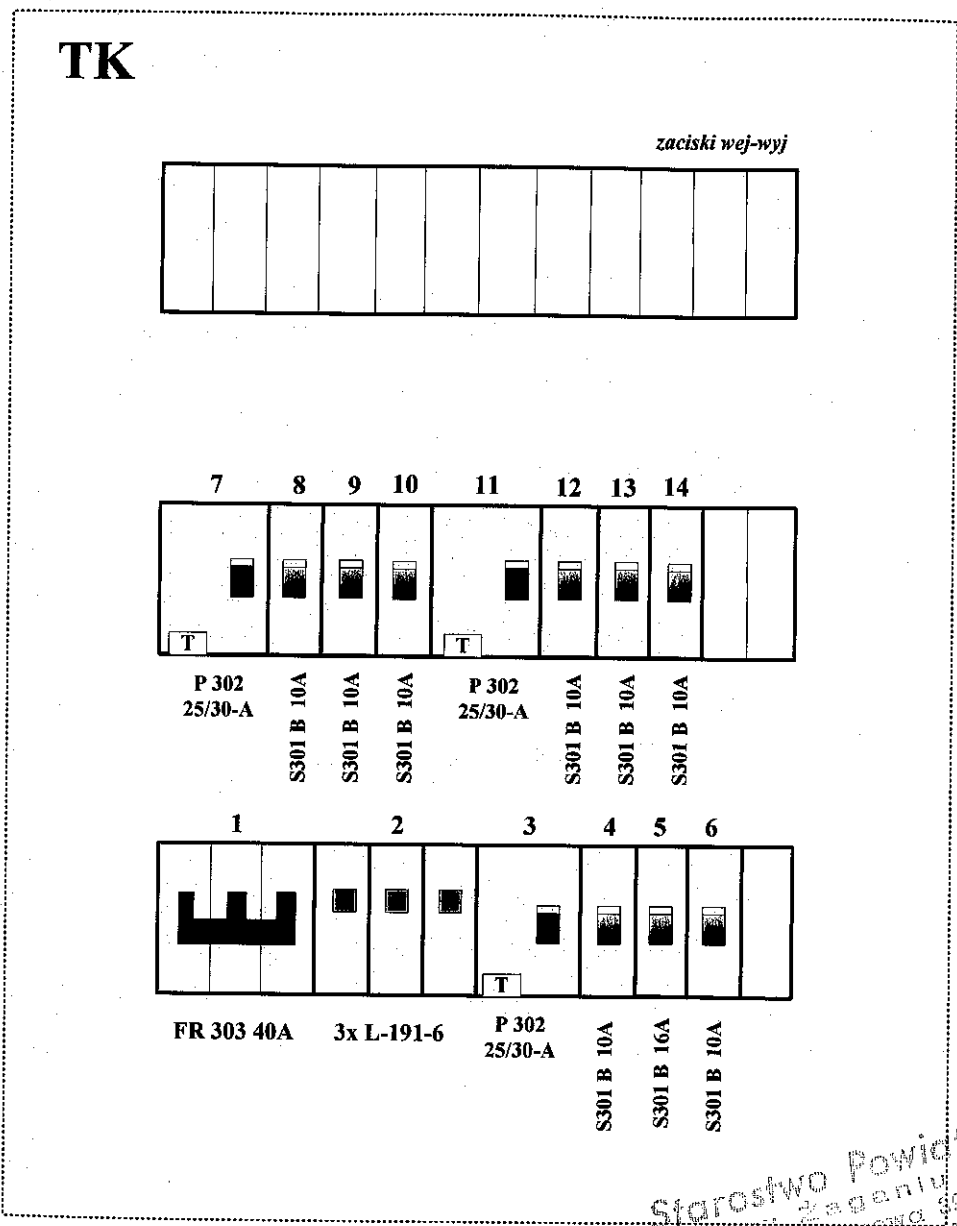 TK
zaciski wej-wyj
7 8 9 10 11 12 13 14
T T
P 302
25/30-A
S301 B 10A
S301 B 10A
S301 B 10A
P 302
25/30-A
S301 B 10A
S301 B 10A
S301 B 10A
1 2 3 4 5 6
T
FR 303 40A
3x L-191-6
P 302
25/30-A
S301 B 10A
S301 B 16A
S301 B 10A
Starostwo Powia
Żaganiu